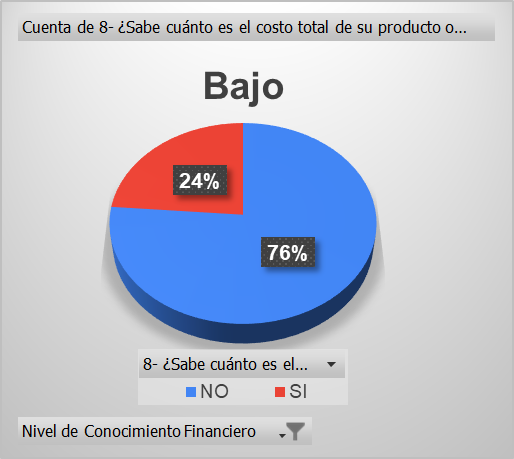 Cuenta de 8- ¿Sabe cuánto es el costo total de su producto o...
Bajo
24%
76%
8- ¿Sabe cuánto es el...
NO SI
Nivel de Conocimiento Financiero